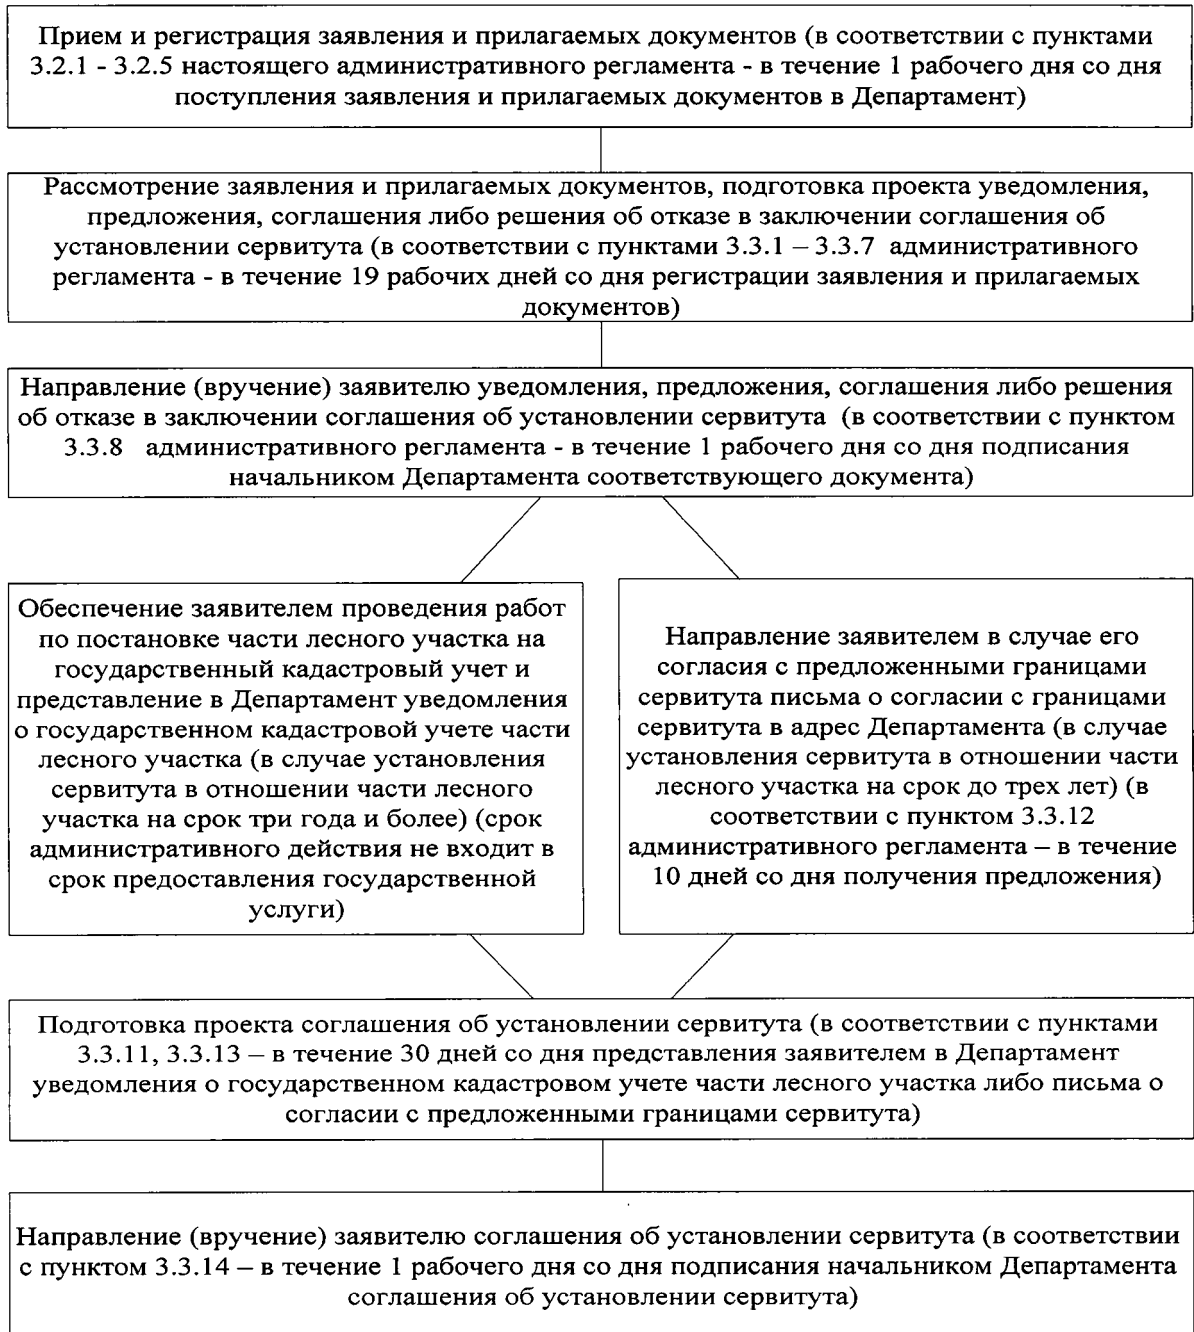 Прием и регистрация заявления и прилагаемых документов (в соответствии с пунктами
3.2.1 - 3.2.5 настоящего административного регламента - в течение 1 рабочего дня со дня
поступления заявления и прилагаемых документов в Департамент)
Рассмотрение заявления и прилагаемых документов, подготовка проекта уведомления,
предложения, соглашения либо решения об отказе в заключении соглашения об
установлении сервитута (в соответствии с пунктами 3.3.1 – 3.3.7 административного
регламента - в течение 19 рабочих дней со дня регистрации заявления и прилагаемых
документов)
Направление (вручение) заявителю уведомления, предложения, соглашения либо решения
об отказе в заключении соглашения об установлении сервитута (в соответствии с пунктом
3.3.8 административного регламента - в течение 1 рабочего дня со дня подписания
начальником Департамента соответствующего документа)
Обеспечение заявителем проведения работ
по постановке части лесного участка на
государственный кадастровый учет и
представление в Департамент уведомления
о государственном кадастровой учете части
лесного участка (в случае установления
сервитута в отношении части лесного
участка на срок три года и более) (срок
административного действия не входит в
срок предоставления государственной
услуги)
Направление заявителем в случае его
согласия с предложенными границами
сервитута письма о согласии с границами
сервитута в адрес Департамента (в случае
установления сервитута в отношении части
лесного участка на срок до трех лет) (в
соответствии с пунктом 3.3.12
административного регламента – в течение
10 дней со дня получения предложения)
Подготовка проекта соглашения об установлении сервитута (в соответствии с пунктами
3.3.11, 3.3.13 – в течение 30 дней со дня представления заявителем в Департамент
уведомления о государственном кадастровом учете части лесного участка либо письма о
согласии с предложенными границами сервитута)
Направление (вручение) заявителю соглашения об установлении сервитута (в соответствии
с пунктом 3.3.14 – в течение 1 рабочего дня со дня подписания начальником Департамента
соглашения об установлении сервитута)